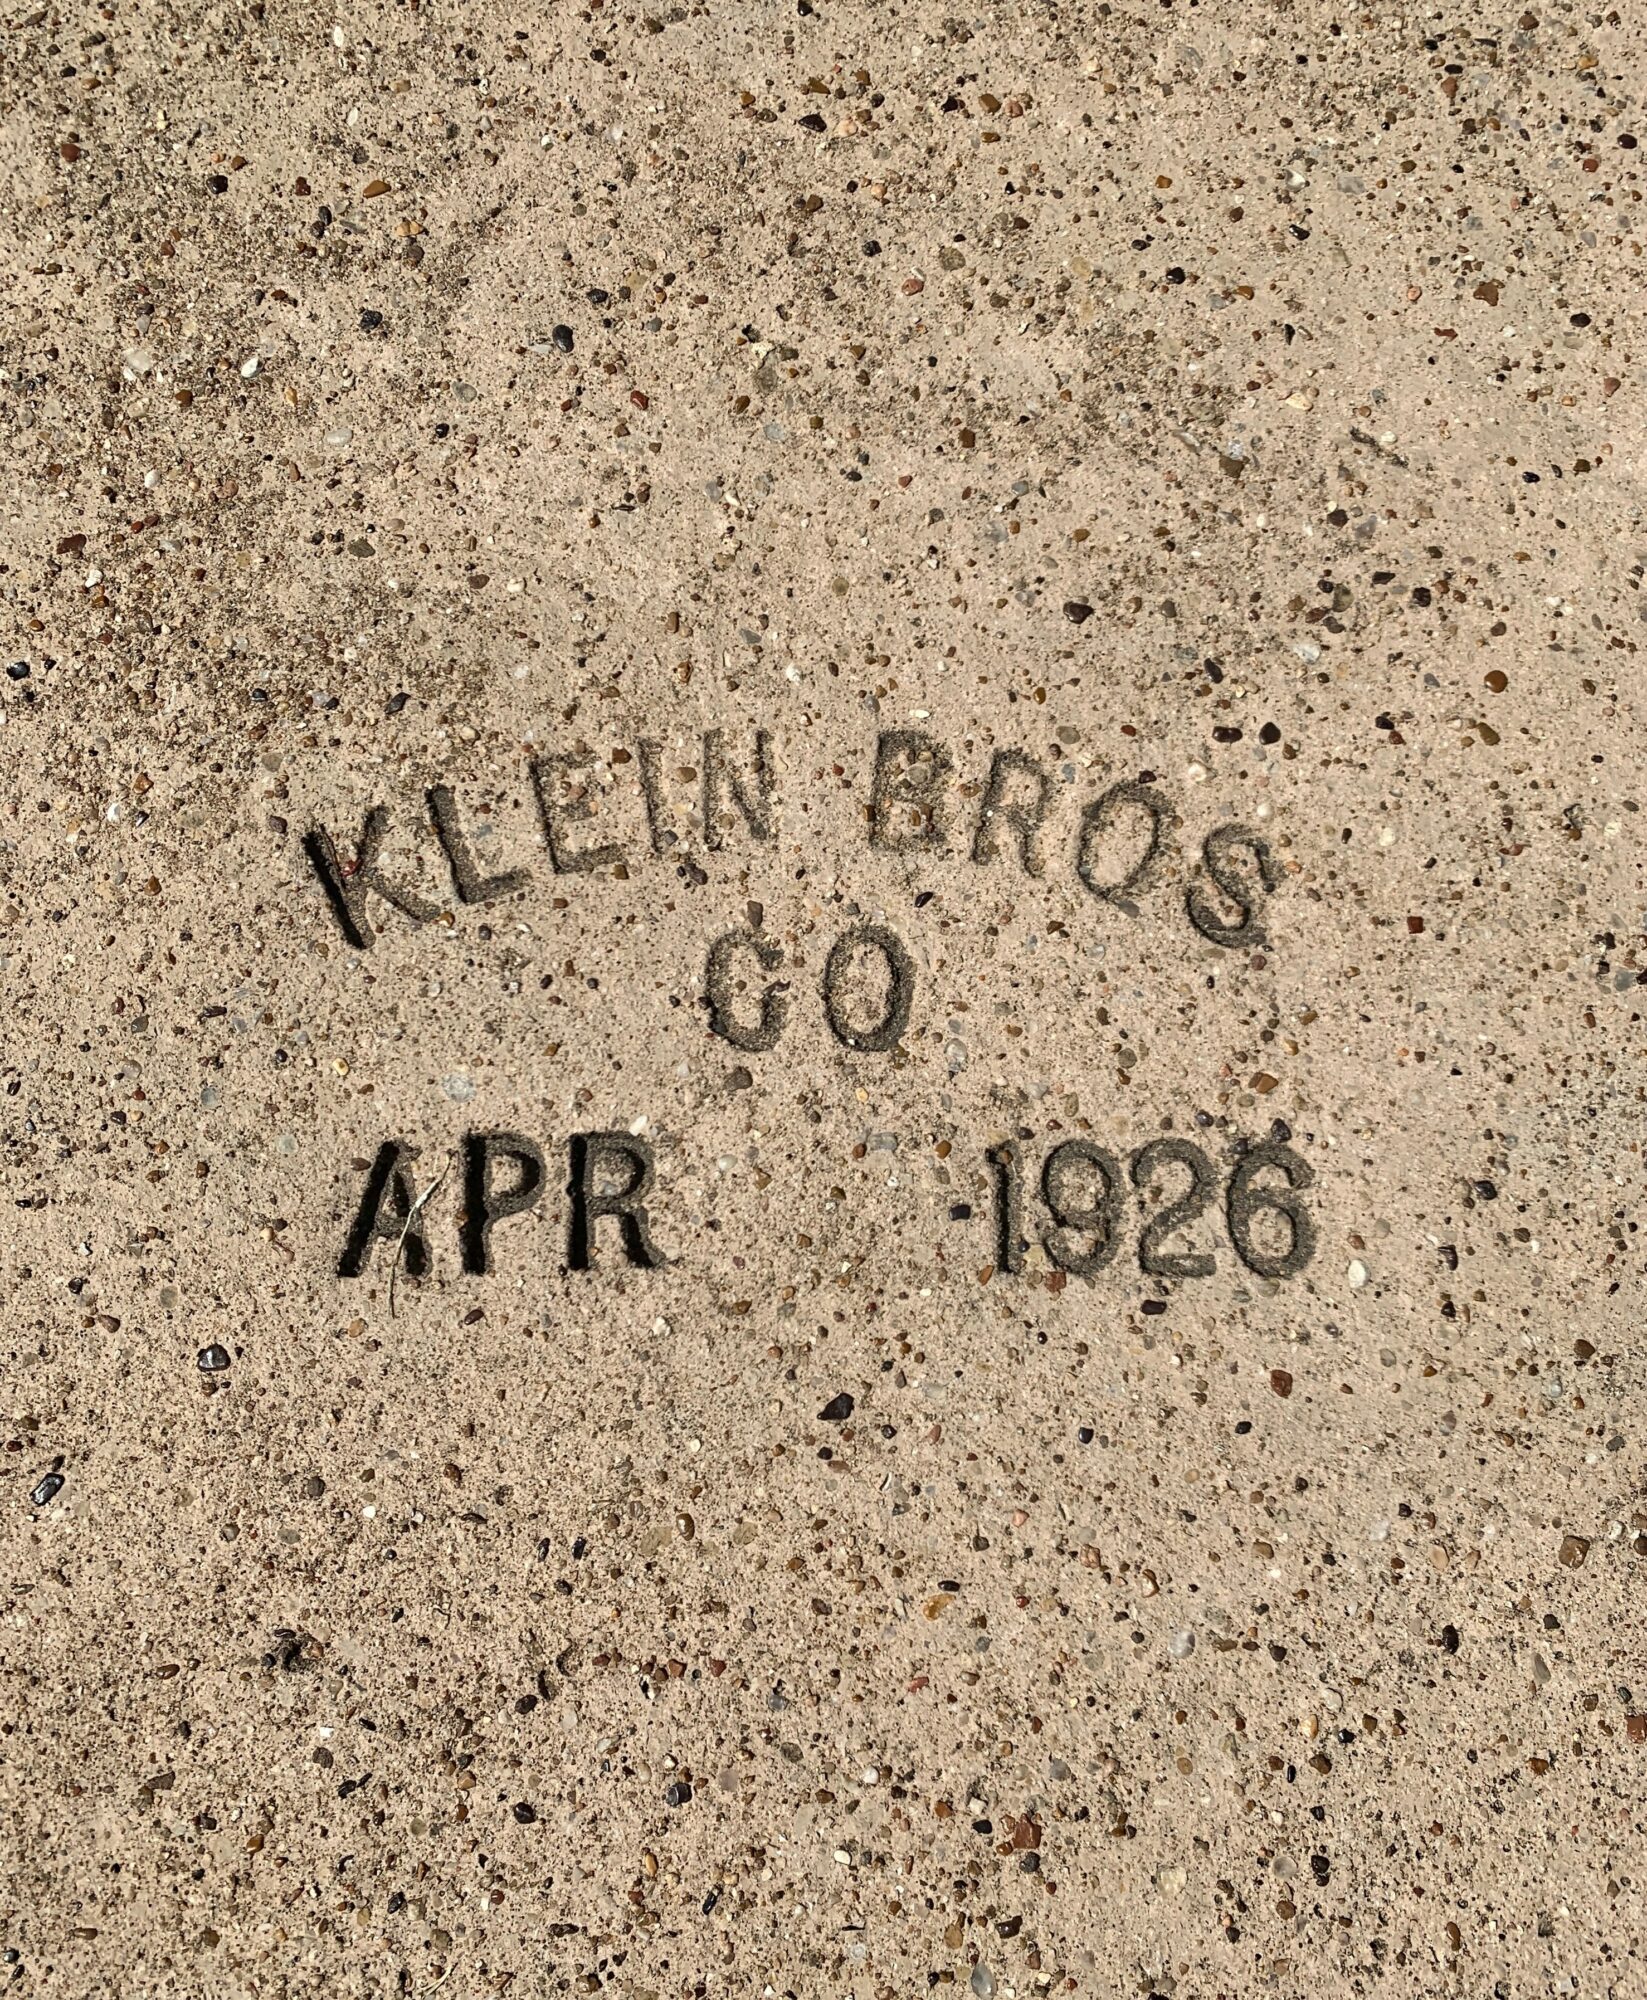 KLEIN BROS
CO
APR 1926